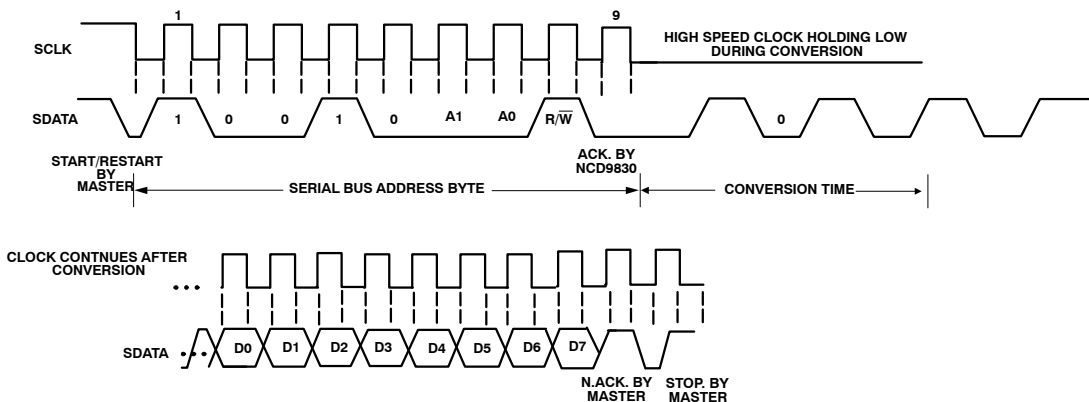 1
9
SCLK
HIGH SPEED CLOCK HOLDING LOW
DURING CONVERSION
SDATA
1 0 0 1 0 A1 A0 R/W̅ 0
START/RESTART
BY
MASTER
ACK. BY
NCD9830
SERIAL BUS ADDRESS BYTE
CONVERSION TIME
CLOCK CONTNUES AFTER
CONVERSION
SDATA
D0 D1 D2 D3 D4 D5 D6 D7
N.ACK. BY
MASTER
STOP. BY
MASTER